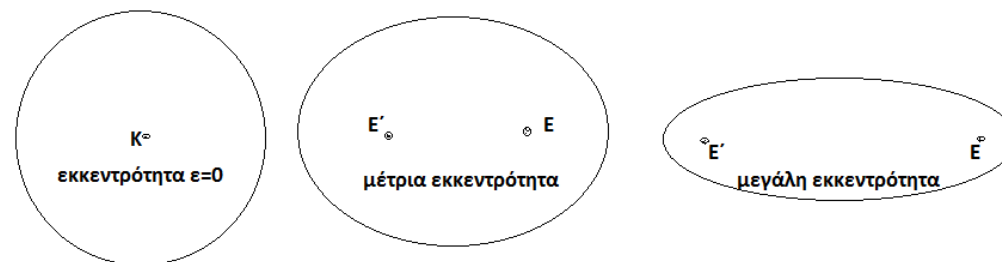 Κ
εκκεντρότητα ε=0
Ε΄
Ε
μέτρια εκκεντρότητα
Ε΄
Ε
μεγάλη εκκεντρότητα